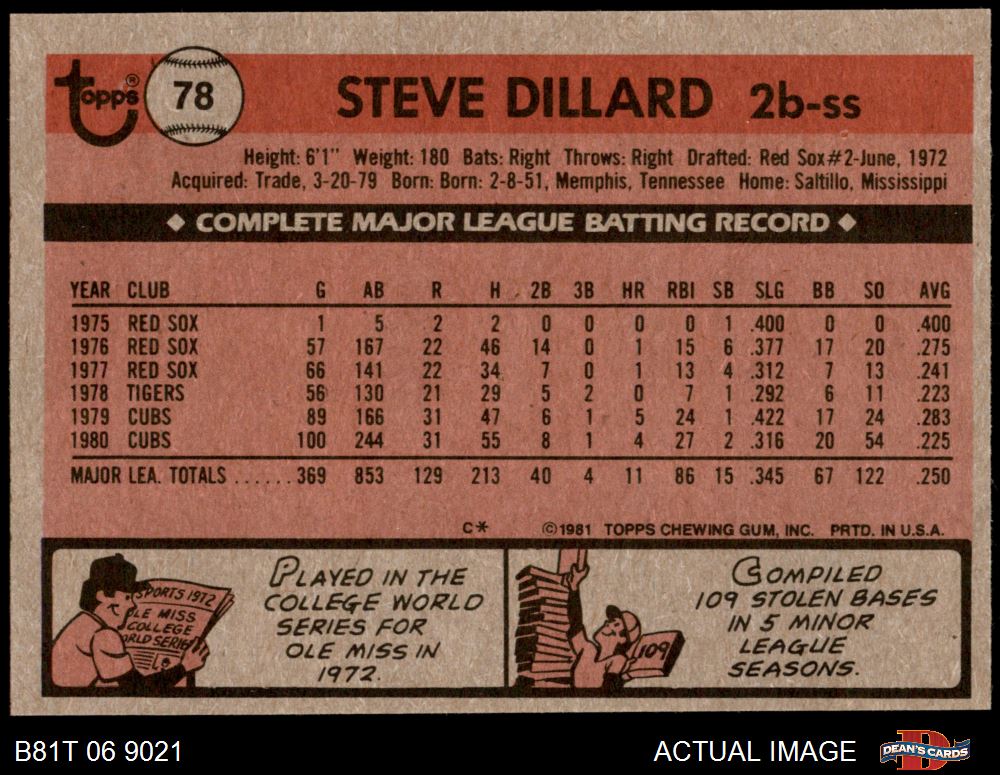 topps® 78 STEVE DILLARD 2b-ss
Height: 6'1" Weight: 180 Bats: Right Throws: Right Drafted: Red Sox#2-June, 1972
Acquired: Trade, 3-20-79 Born: Born: 2-8-51, Memphis, Tennessee Home: Saltillo, Mississippi
◆ COMPLETE MAJOR LEAGUE BATTING RECORD ◆
YEAR CLUB G AB R H 2B 3B HR RBI SB SLG BB SO AVG
1975 RED SOX 1 5 2 2 0 0 0 0 1 .400 0 0 .400
1976 RED SOX 57 167 22 46 14 0 1 15 6 .377 17 20 .275
1977 RED SOX 66 141 22 34 7 0 1 13 4 .312 7 13 .241
1978 TIGERS 56 130 21 29 5 2 0 7 1 .292 6 11 .223
1979 CUBS 89 166 31 47 6 1 5 24 1 .422 17 24 .283
1980 CUBS 100 244 31 55 8 1 4 27 2 .316 20 54 .225
MAJOR LEA. TOTALS ...... 369 853 129 213 40 4 11 86 15 .345 67 122 .250
C* ©1981 TOPPS CHEWING GUM, INC. PRTD. IN U.S.A.
SPORTS 1972
OLE MISS
COLLEGE
ORLD SERIE
PLAYED IN THE
COLLEGE WORLD
SERIES FOR
OLE MISS IN
1972.
109
COMPILED
109 STOLEN BASES
IN 5 MINOR
LEAGUE
SEASONS.
B81T 06 9021 ACTUAL IMAGE DEAN'S CARDS